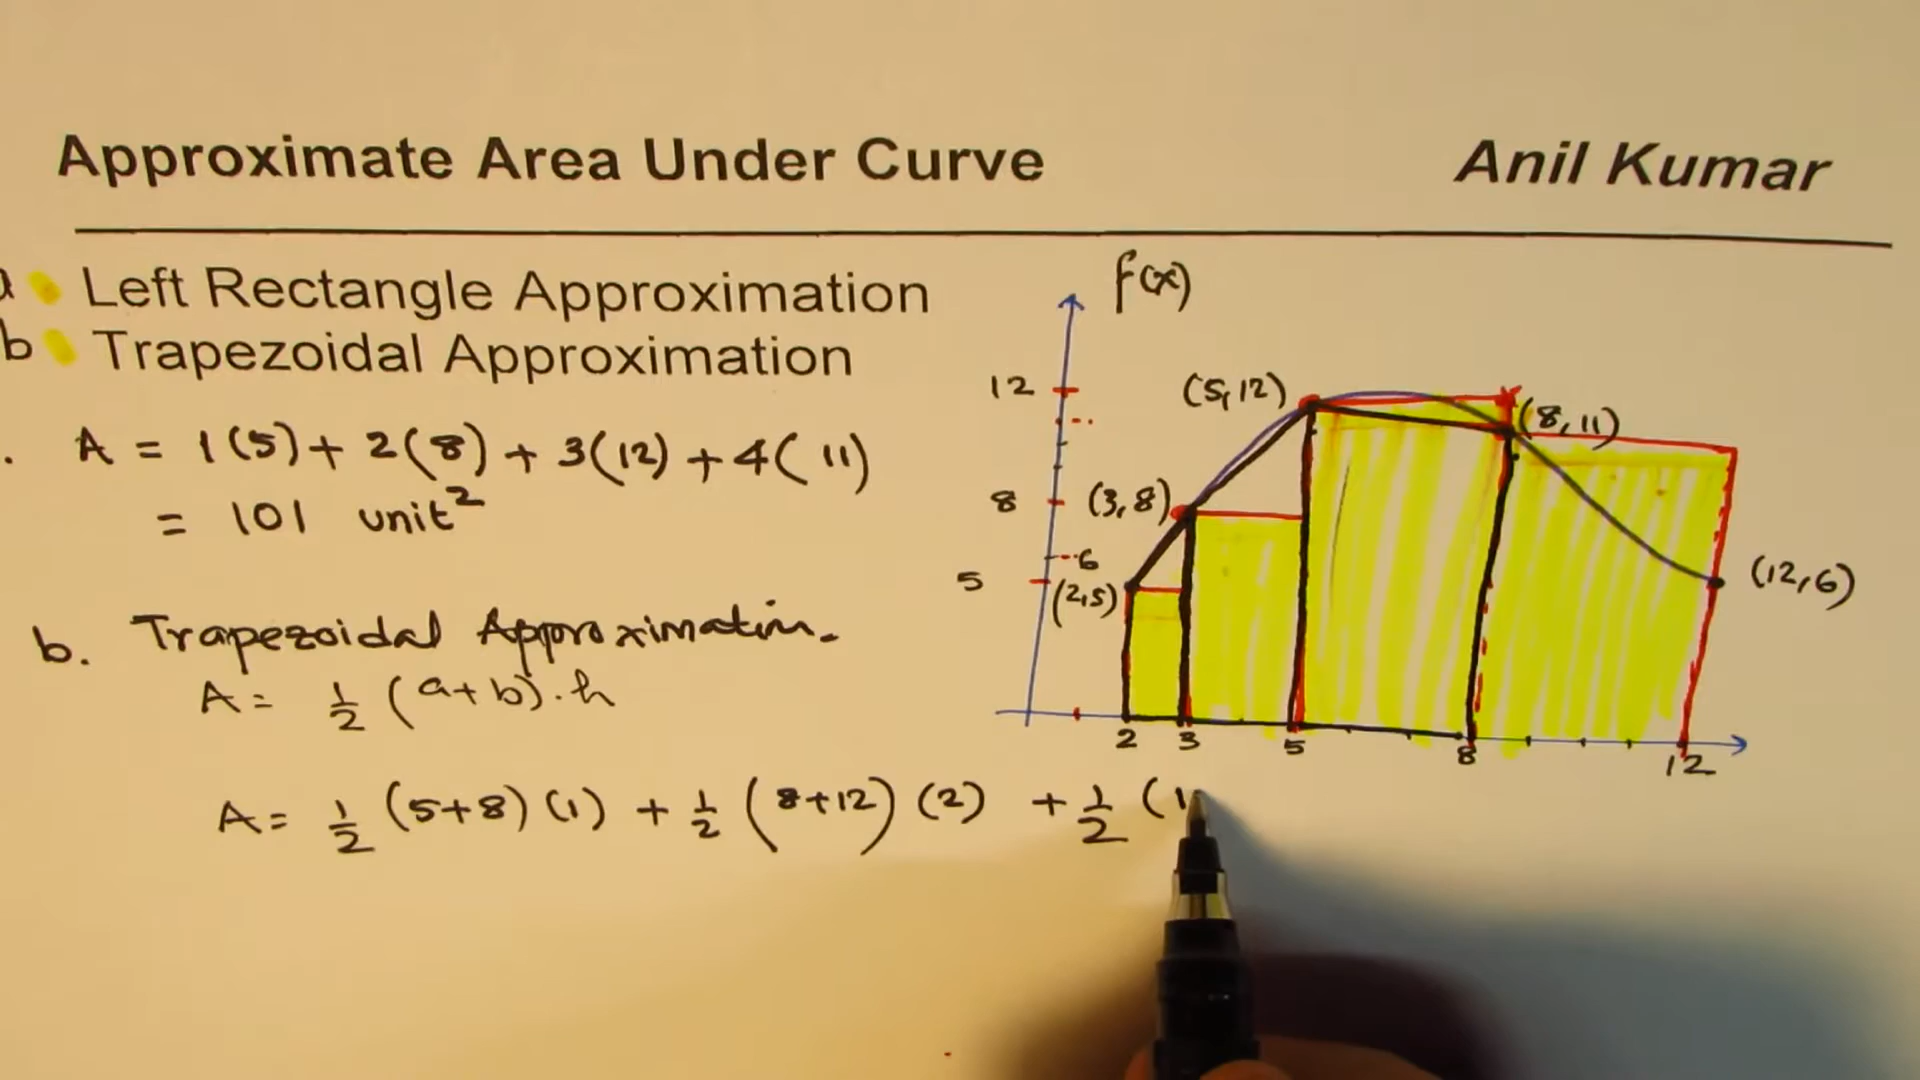 Approximate Area Under Curve
Anil Kumar
a Left Rectangle Approximation
b Trapezoidal Approximation
. A = 1(5) + 2(8) + 3(12) + 4(11)
= 101 unit²
b. Trapezoidal Approximation.
A = 1/2 (a+b).h
A = 1/2 (5+8) (1) + 1/2 (8+12) (2) + 1/2 (1
f(x)
12
(5,12)
(8,11)
8
(3,8)
6
5
(2,5)
(12,6)
2
3
5
8
12